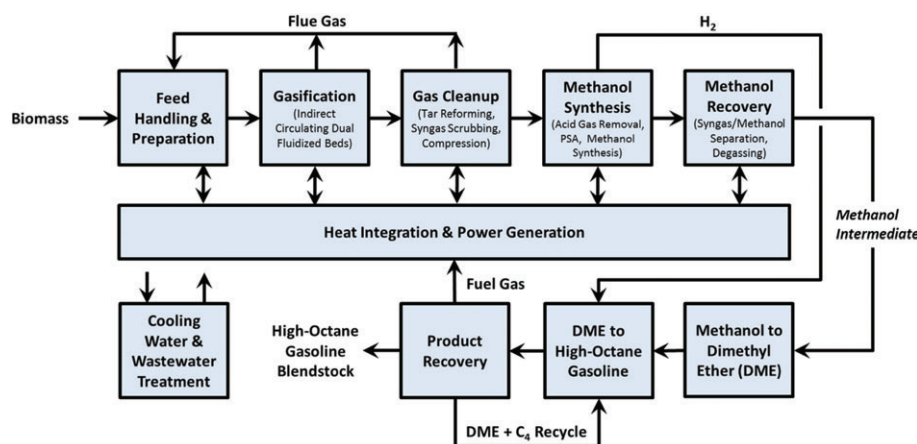 Flue Gas
H₂
Biomass
Feed
Handling &
Preparation
Gasification
(Indirect
Circulating Dual
Fluidized Beds)
Gas Cleanup
(Tar Reforming,
Syngas Scrubbing,
Compression)
Methanol
Synthesis
(Acid Gas Removal,
PSA, Methanol
Synthesis)
Methanol
Recovery
(Syngas/Methanol
Separation,
Degassing)
Heat Integration & Power Generation
Methanol
Intermediate
Fuel Gas
Cooling
Water &
Wastewater
Treatment
High-Octane
Gasoline
Blendstock
Product
Recovery
DME to
High-Octane
Gasoline
Methanol to
Dimethyl
Ether (DME)
DME + C₄ Recycle